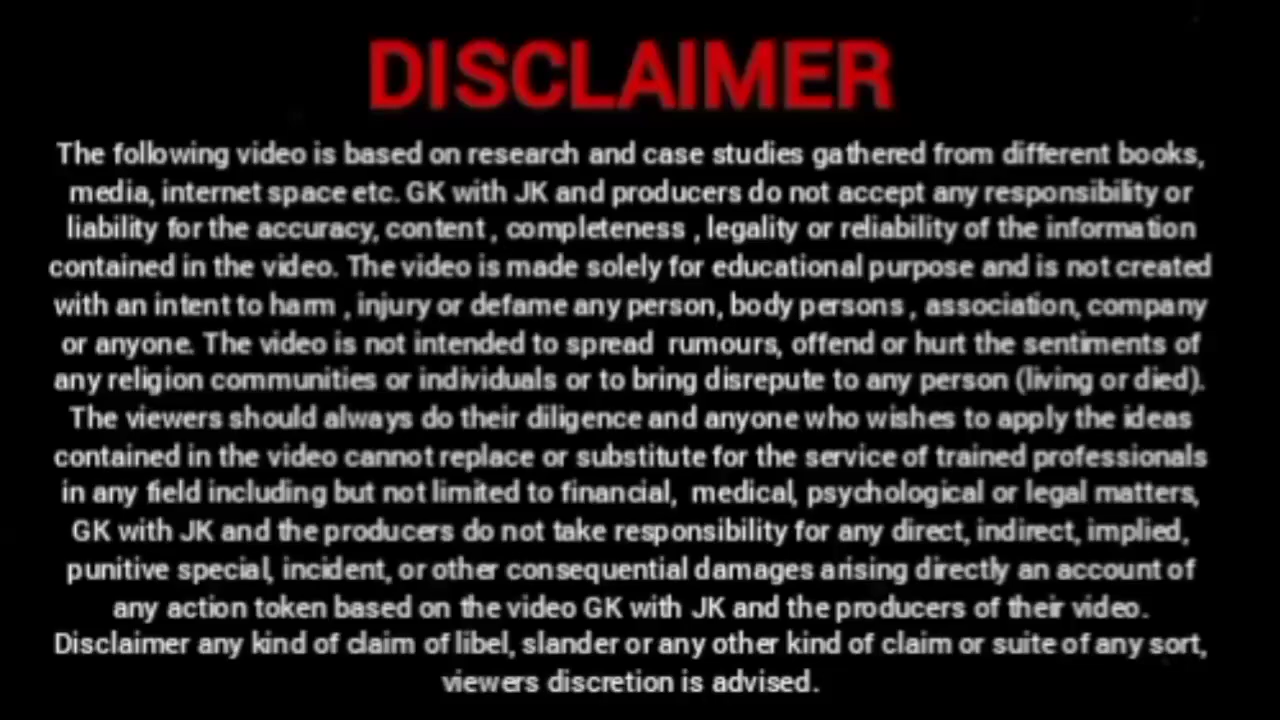 DISCLAIMER
The following video is based on research and case studies gathered from different books,
media, internet space etc. GK with JK and producers do not accept any responsibility or
liability for the accuracy, content , completeness , legality or reliability of the information
contained in the video. The video is made solely for educational purpose and is not created
with an intent to harm , injury or defame any person, body persons , association, company
or anyone. The video is not intended to spread  rumours, offend or hurt the sentiments of
any religion communities or individuals or to bring disrepute to any person (living or died).
The viewers should always do their diligence and anyone who wishes to apply the ideas
contained in the video cannot replace or substitute for the service of trained professionals
in any field including but not limited to financial,  medical, psychological or legal matters,
GK with JK and the producers do not take responsibility for any direct, indirect, implied,
punitive special, incident, or other consequential damages arising directly an account of
any action token based on the video GK with JK and the producers of their video.
Disclaimer any kind of claim of libel, slander or any other kind of claim or suite of any sort,
viewers discretion is advised.